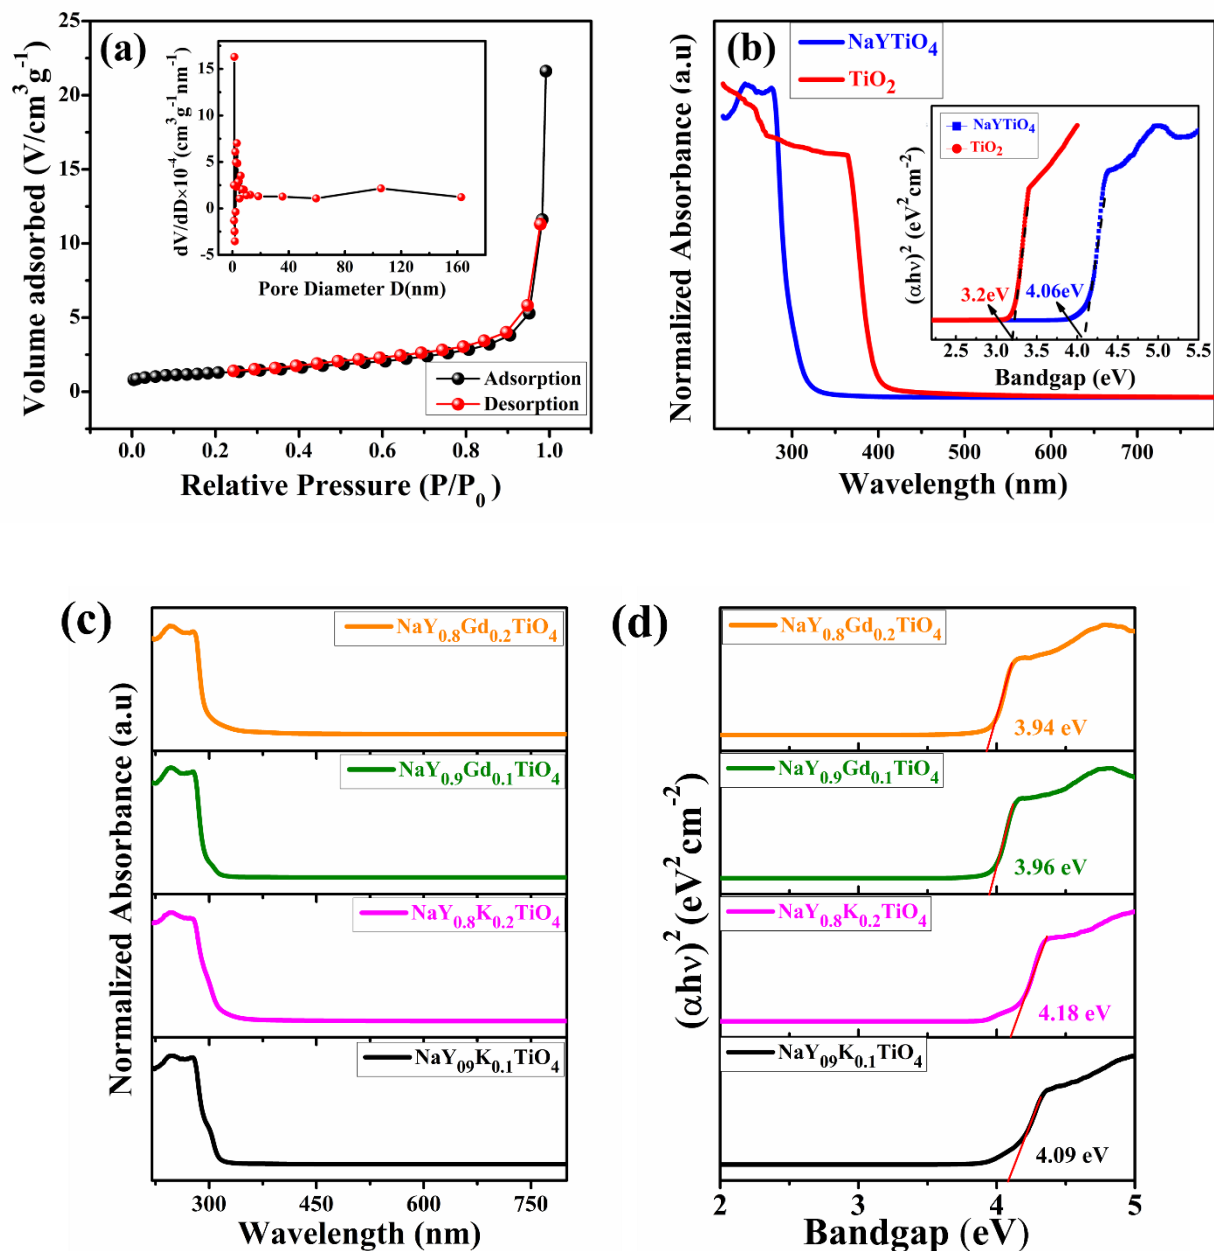 (a)
Volume adsorbed (V/cm³g⁻¹)
25
20
15
10
5
0
0.0 0.2 0.4 0.6 0.8 1.0
Relative Pressure (P/P₀)
Adsorption
Desorption
dV/dD×10⁻⁴(cm³g⁻¹nm⁻¹)
15
10
5
0
-5
0 40 80 120 160
Pore Diameter D(nm)
(b)
NaYTiO₄
TiO₂
Normalized Absorbance (a.u)
300 400 500 600 700
Wavelength (nm)
NaYTiO₄
TiO₂
(αhν)² (eV²cm⁻²)
3.2eV
4.06eV
2.5 3.0 3.5 4.0 4.5 5.0 5.5
Bandgap (eV)
(c)
Normalized Absorbance (a.u)
NaY₀.₈Gd₀.₂TiO₄
NaY₀.₉Gd₀.₁TiO₄
NaY₀.₈K₀.₂TiO₄
NaY₀₉K₀.₁TiO₄
300 450 600 750
Wavelength (nm)
(d)
(αhν)² (eV²cm⁻²)
NaY₀.₈Gd₀.₂TiO₄
3.94 eV
NaY₀.₉Gd₀.₁TiO₄
3.96 eV
NaY₀.₈K₀.₂TiO₄
4.18 eV
NaY₀₉K₀.₁TiO₄
4.09 eV
2 3 4 5
Bandgap (eV)